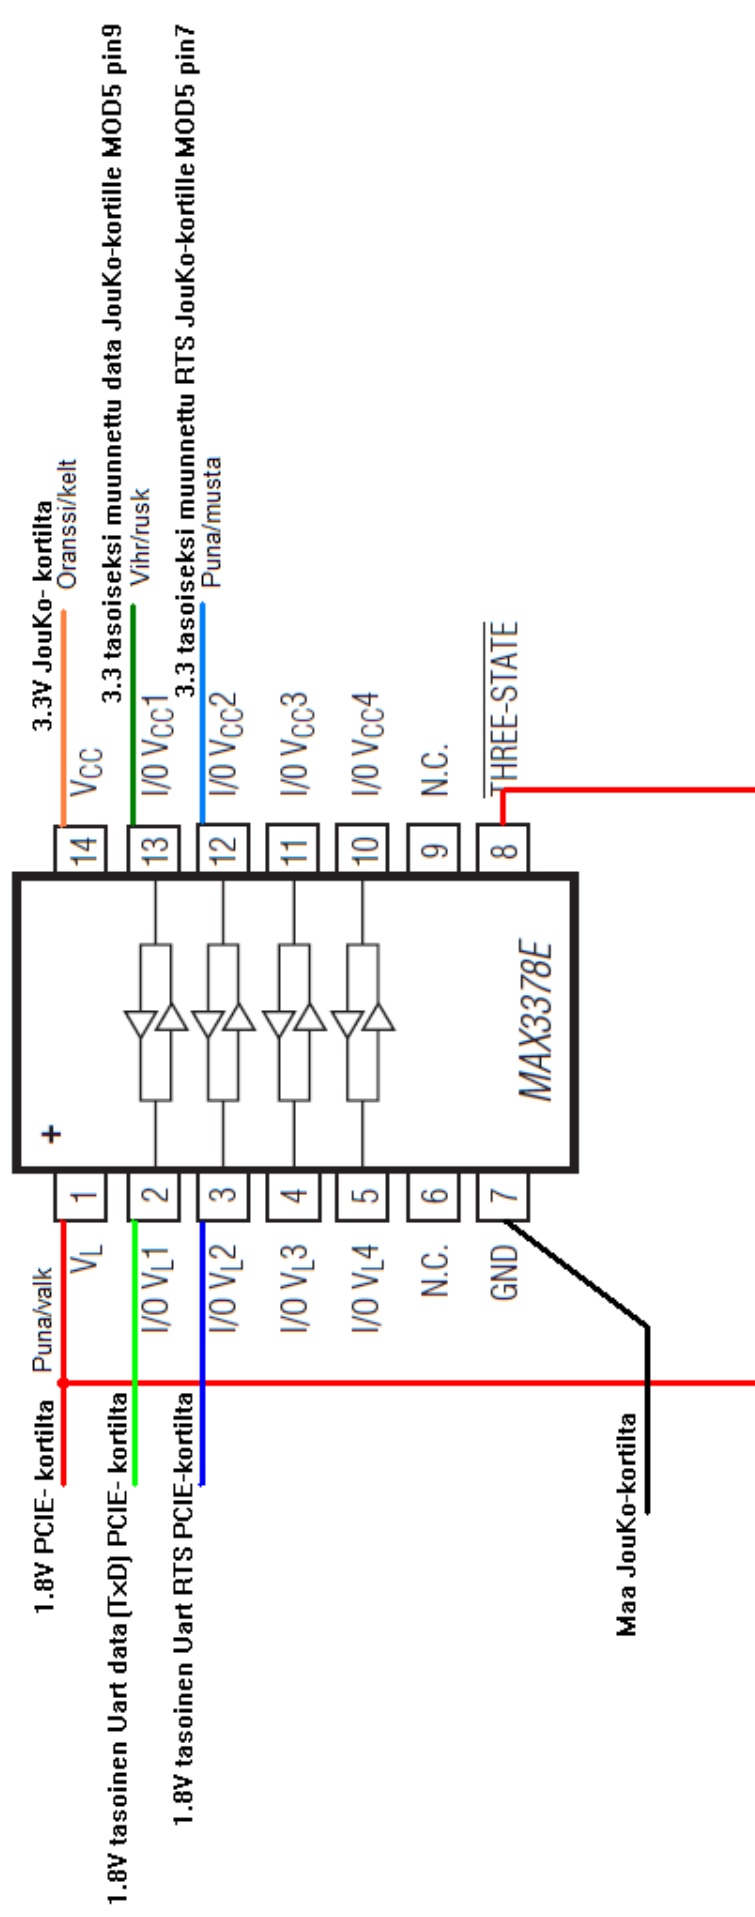 1.8V PCIE- kortilta
Puna/valk
3.3V JouKo- kortilta
Oranssi/kelt
1.8V tasoinen Uart data (TxD) PCIE- kortilta
3.3 tasoiseksi muunnettu data JouKo-kortille MOD5 pin9
Vihr/rusk
1.8V tasoinen Uart RTS PCIE-kortilta
3.3 tasoiseksi muunnettu RTS JouKo-kortille MOD5 pin7
Puna/musta
+
VL 1 14 VCC
I/O VL1 2 13 I/O VCC1
I/O VL2 3 12 I/O VCC2
I/O VL3 4 11 I/O VCC3
I/O VL4 5 10 I/O VCC4
N.C. 6 9 N.C.
GND 7 8 THREE-STATE
MAX3378E
Maa JouKo-kortilta